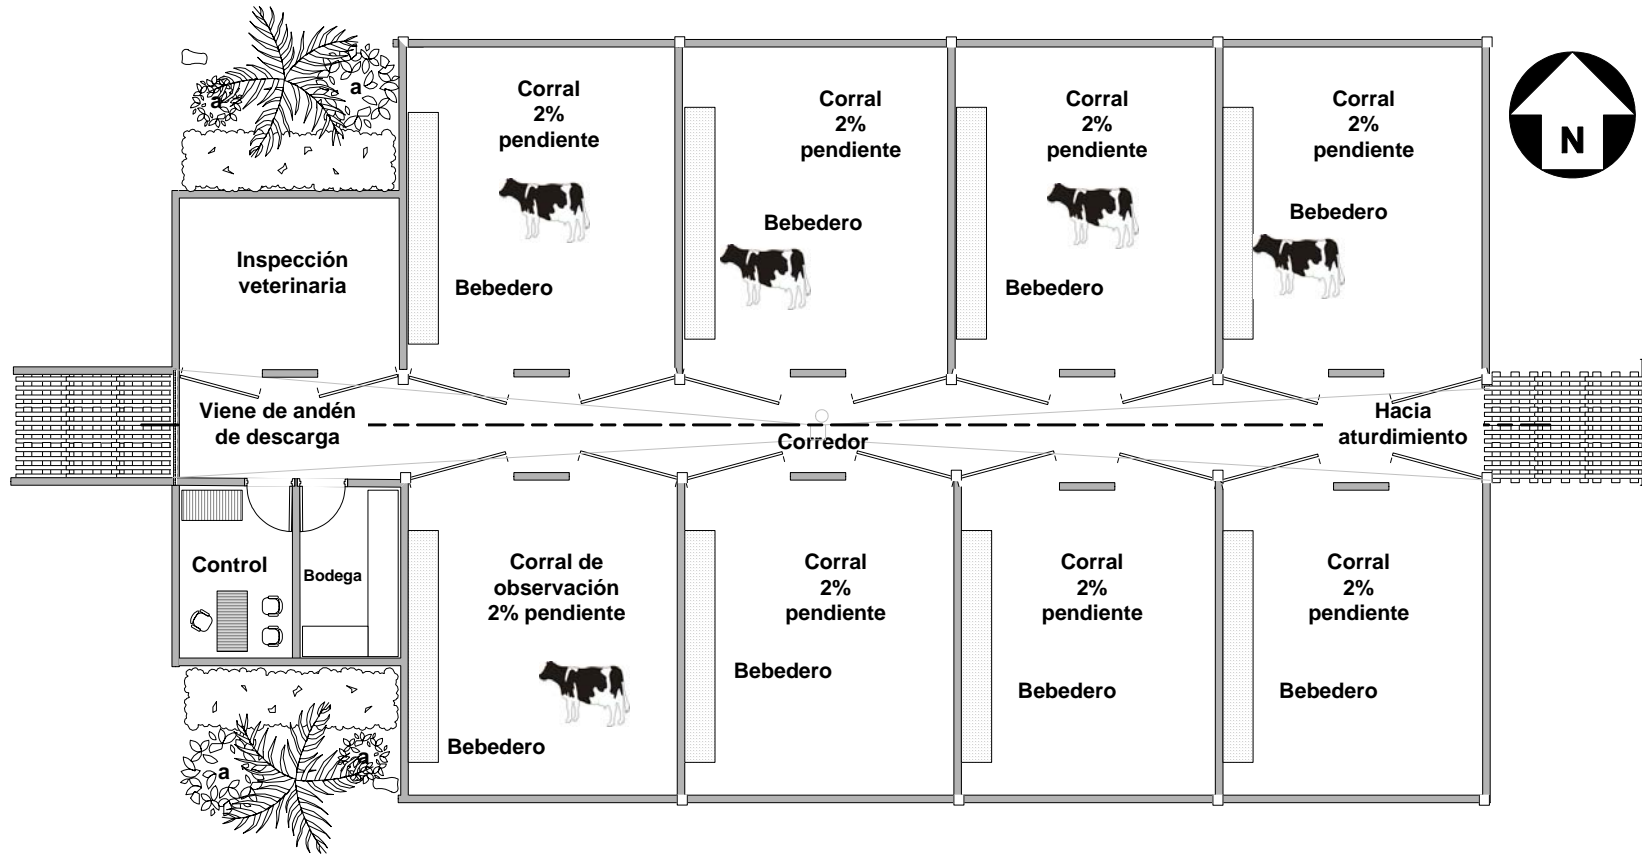 a
a
Corral
2%
pendiente
Bebedero
Corral
2%
pendiente
Bebedero
Corral
2%
pendiente
Bebedero
Corral
2%
pendiente
Bebedero
N
Inspección
veterinaria
Viene de andén
de descarga
Corredor
Hacia
aturdimiento
Control
Bodega
Corral de
observación
2% pendiente
Bebedero
Corral
2%
pendiente
Bebedero
Corral
2%
pendiente
Bebedero
Corral
2%
pendiente
Bebedero
a
a